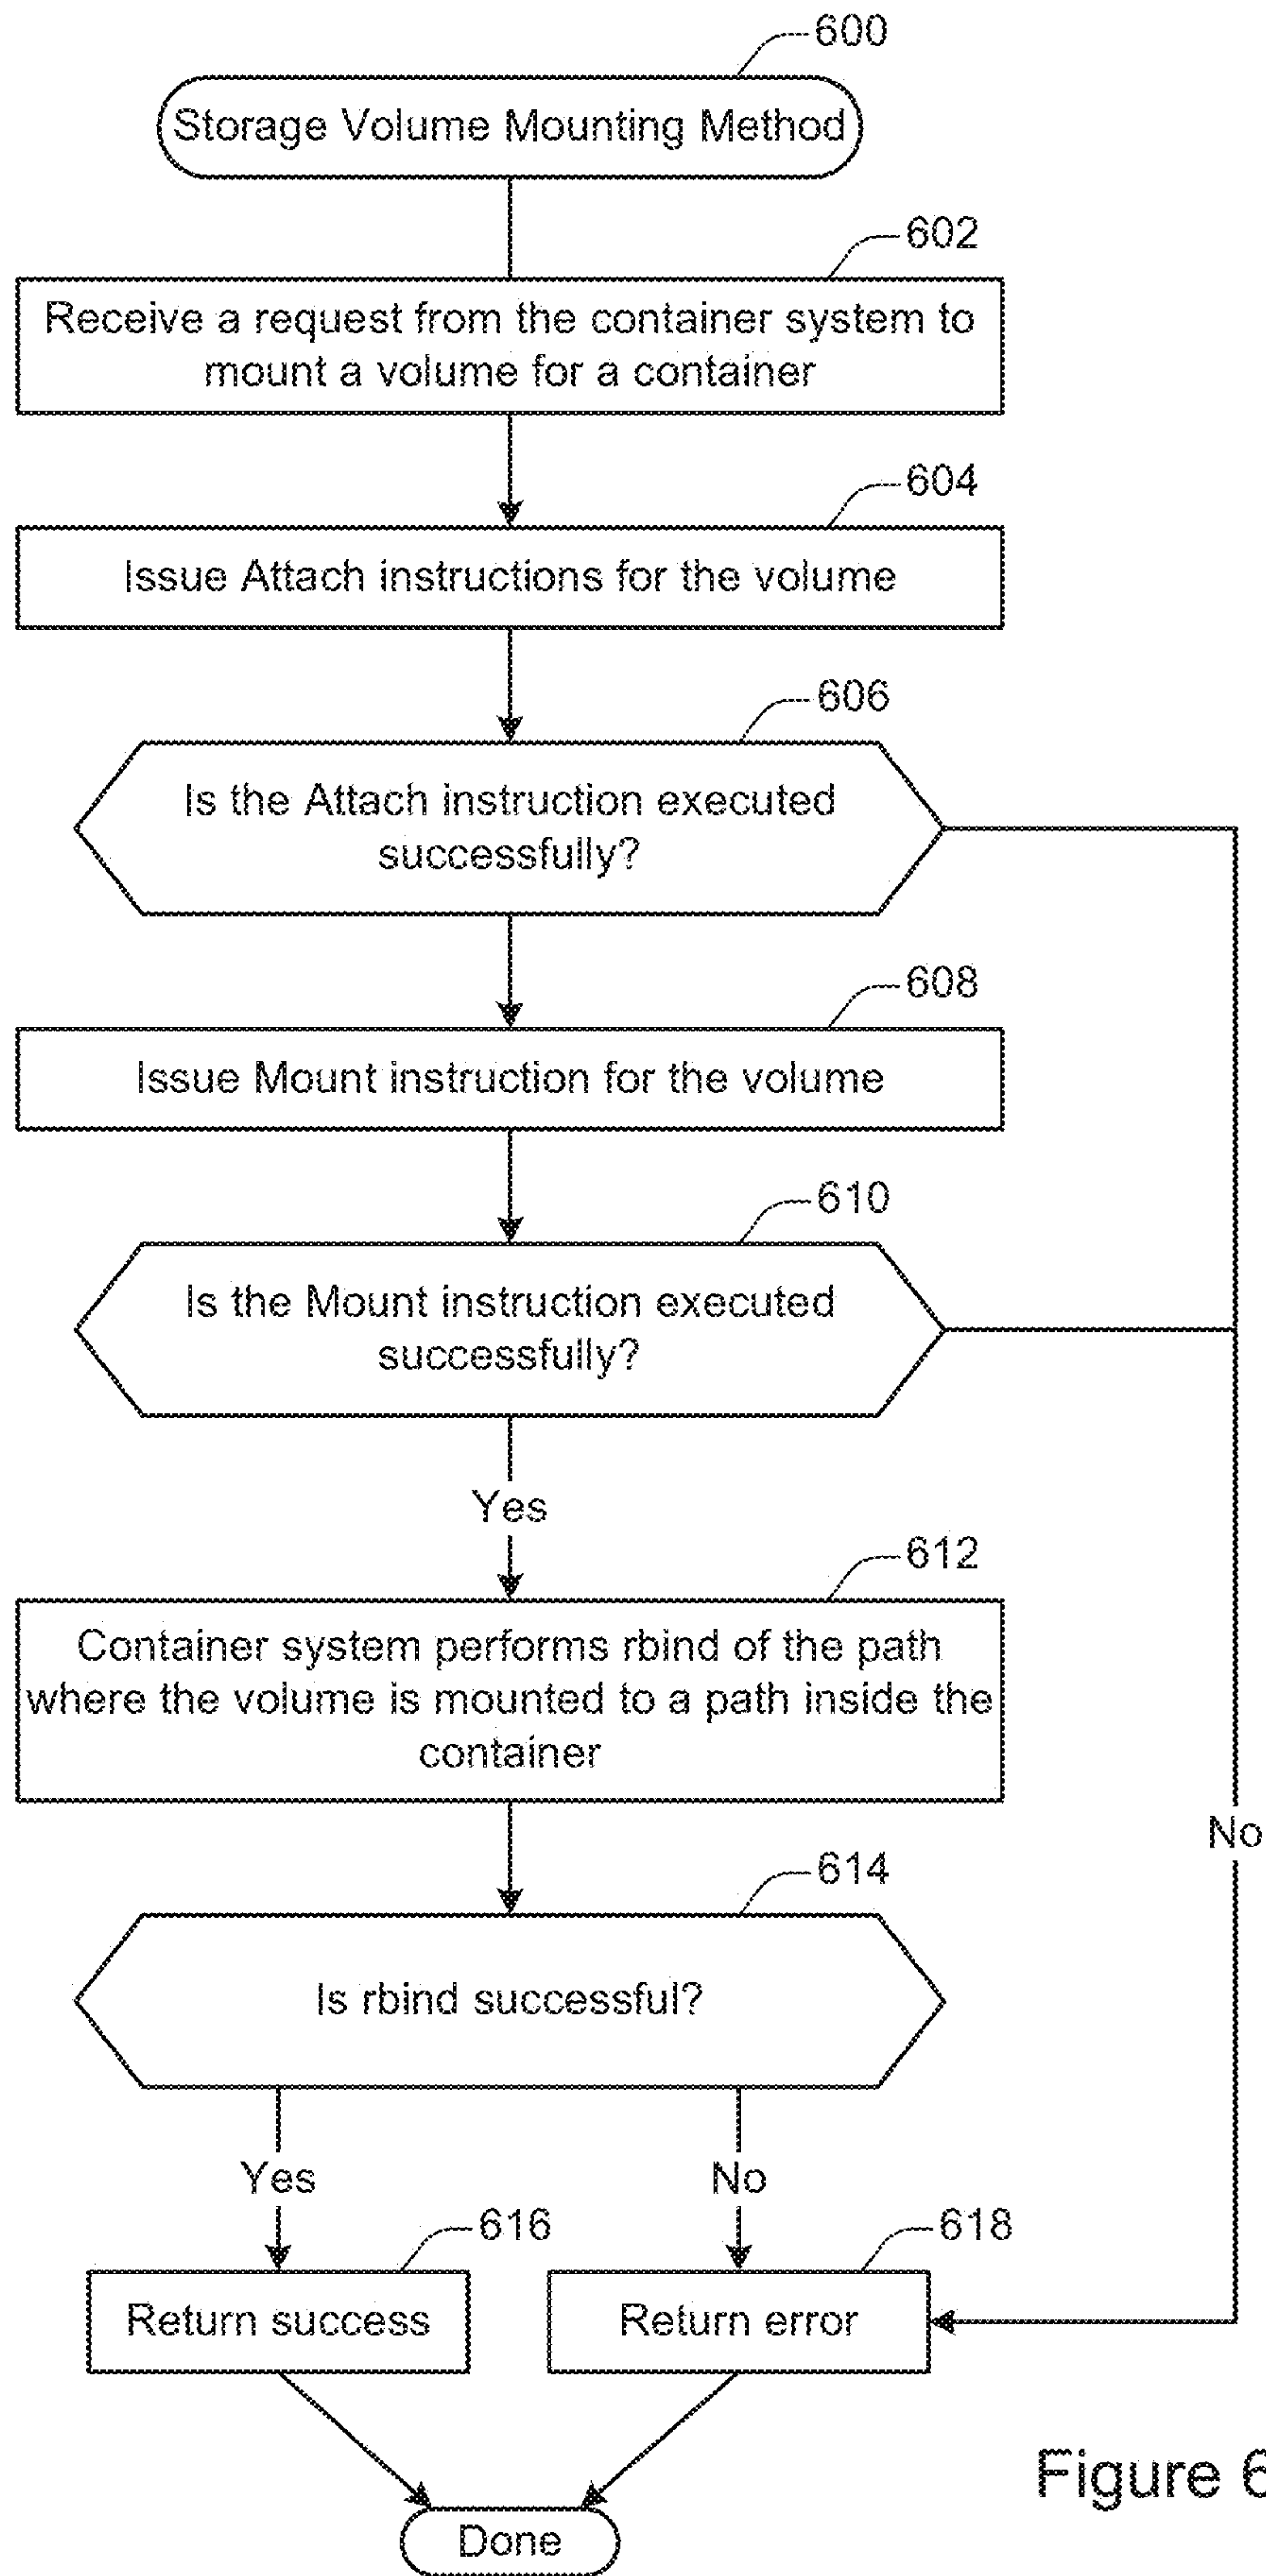 600
Storage Volume Mounting Method
602
Receive a request from the container system to
mount a volume for a container
604
Issue Attach instructions for the volume
606
Is the Attach instruction executed
successfully?
608
Issue Mount instruction for the volume
610
Is the Mount instruction executed
successfully?
Yes
612
Container system performs rbind of the path
where the volume is mounted to a path inside the
container
No
614
Is rbind successful?
Yes
No
616
618
Return success
Return error
Figure 6
Done